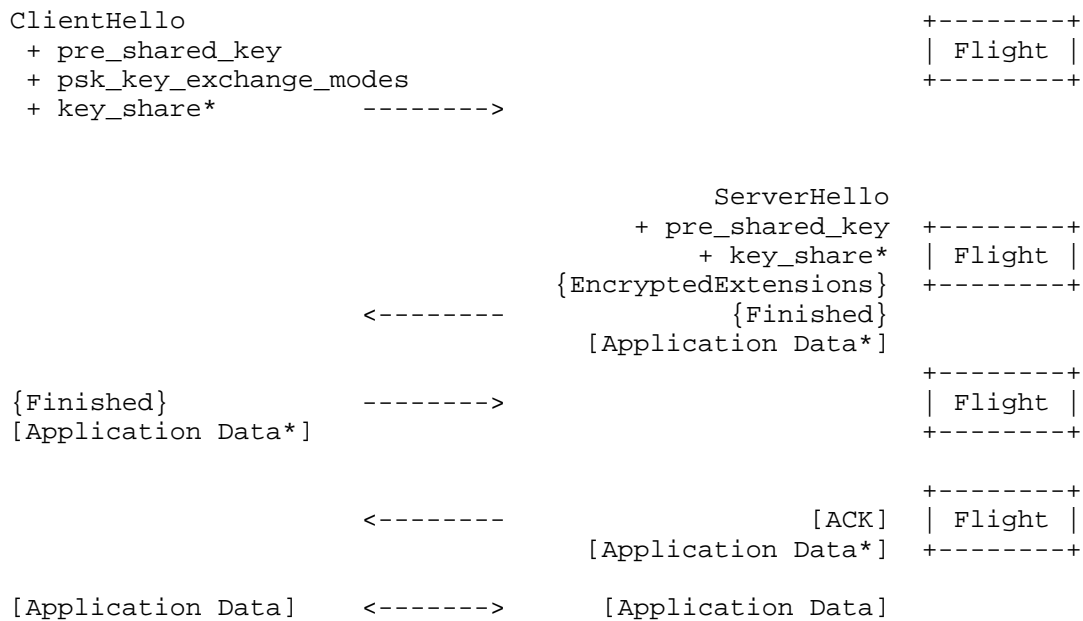 ClientHello                                          +--------+
 + pre_shared_key                                    | Flight |
 + psk_key_exchange_modes                            +--------+
 + key_share*         -------->

                                        ServerHello
                                   + pre_shared_key  +--------+
                                       + key_share*  | Flight |
                              {EncryptedExtensions}  +--------+
                      <--------          {Finished}
                                [Application Data*]
                                                     +--------+
{Finished}            -------->                      | Flight |
[Application Data*]                                  +--------+

                                                     +--------+
                      <--------               [ACK]  | Flight |
                                [Application Data*]  +--------+

[Application Data]    <------->  [Application Data]